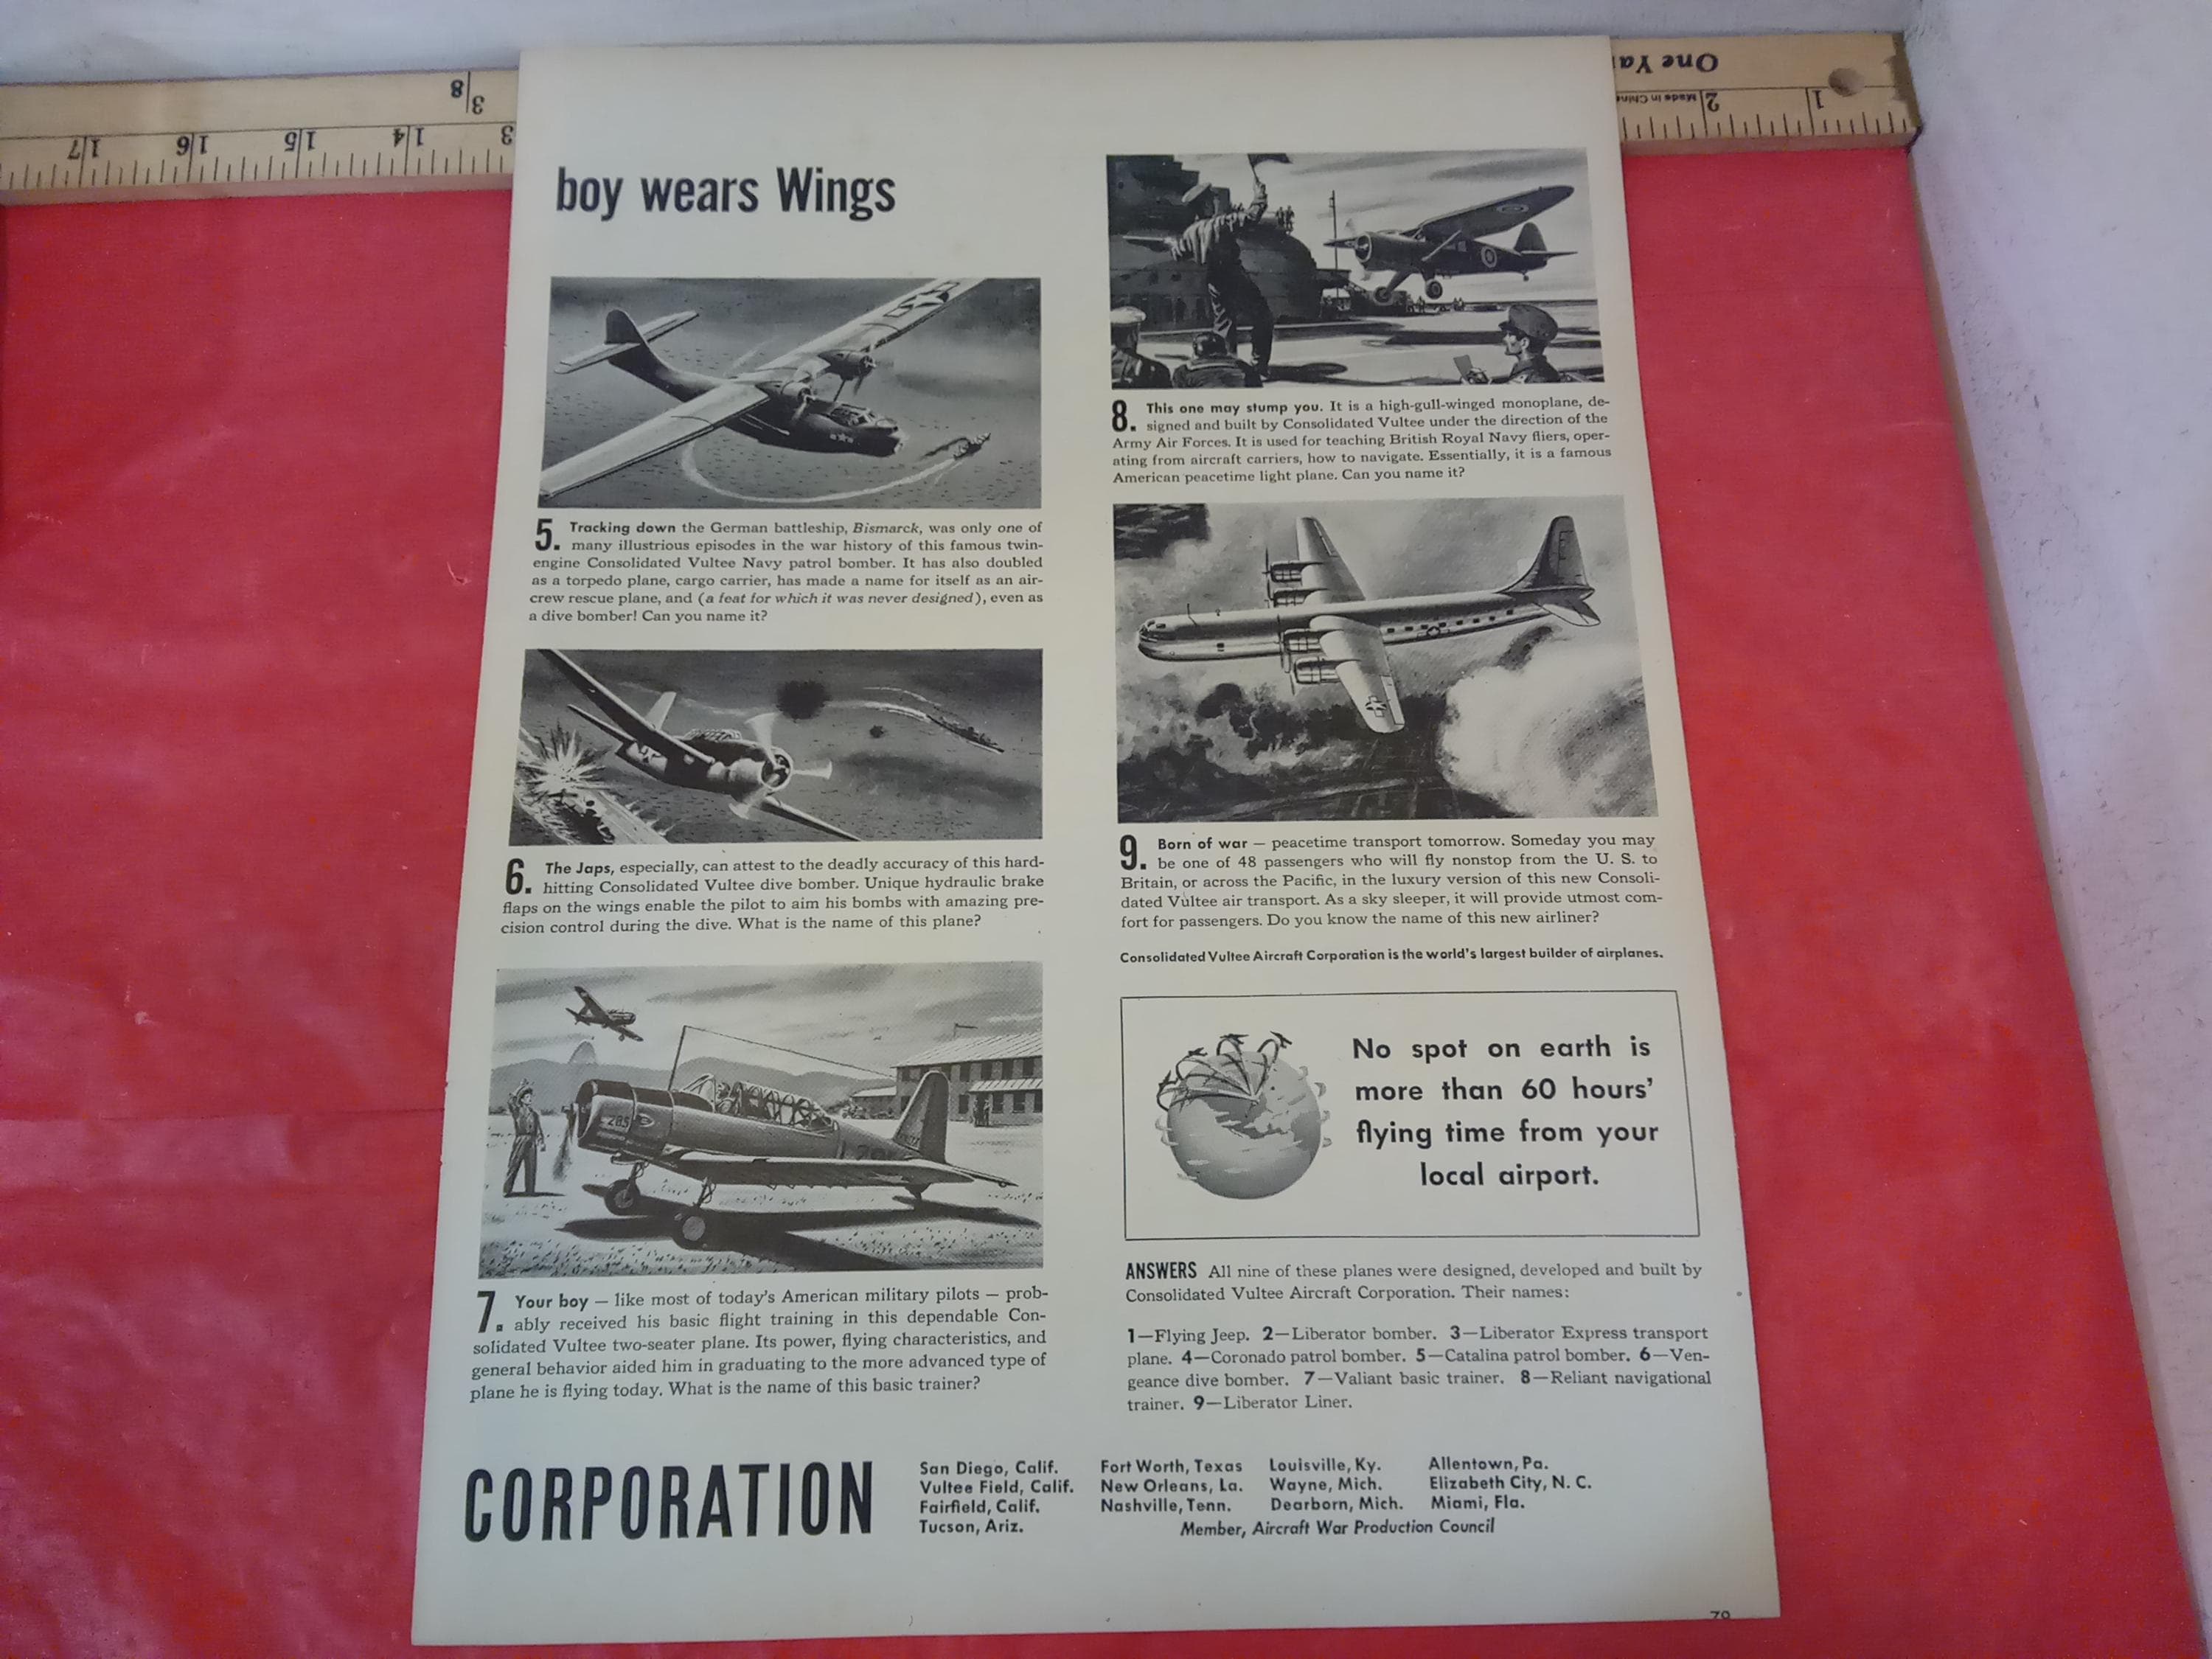 One Ya
Made in China
1
2
3
8
3
14
15
16
17
boy wears Wings
5. Tracking down the German battleship, Bismarck, was only one of
many illustrious episodes in the war history of this famous twin-
engine Consolidated Vultee Navy patrol bomber. It has also doubled
as a torpedo plane, cargo carrier, has made a name for itself as an air-
crew rescue plane, and (a feat for which it was never designed), even as
a dive bomber! Can you name it?
6. The Japs, especially, can attest to the deadly accuracy of this hard-
hitting Consolidated Vultee dive bomber. Unique hydraulic brake
flaps on the wings enable the pilot to aim his bombs with amazing pre-
cision control during the dive. What is the name of this plane?
285
7. Your boy — like most of today's American military pilots — prob-
ably received his basic flight training in this dependable Con-
solidated Vultee two-seater plane. Its power, flying characteristics, and
general behavior aided him in graduating to the more advanced type of
plane he is flying today. What is the name of this basic trainer?
8. This one may stump you. It is a high-gull-winged monoplane, de-
signed and built by Consolidated Vultee under the direction of the
Army Air Forces. It is used for teaching British Royal Navy fliers, oper-
ating from aircraft carriers, how to navigate. Essentially, it is a famous
American peacetime light plane. Can you name it?
9. Born of war — peacetime transport tomorrow. Someday you may
be one of 48 passengers who will fly nonstop from the U. S. to
Britain, or across the Pacific, in the luxury version of this new Consoli-
dated Vultee air transport. As a sky sleeper, it will provide utmost com-
fort for passengers. Do you know the name of this new airliner?
Consolidated Vultee Aircraft Corporation is the world's largest builder of airplanes.
No spot on earth is
more than 60 hours'
flying time from your
local airport.
ANSWERS All nine of these planes were designed, developed and built by
Consolidated Vultee Aircraft Corporation. Their names:
1—Flying Jeep. 2—Liberator bomber. 3—Liberator Express transport
plane. 4—Coronado patrol bomber. 5—Catalina patrol bomber. 6—Ven-
geance dive bomber. 7—Valiant basic trainer. 8—Reliant navigational
trainer. 9—Liberator Liner.
CORPORATION
San Diego, Calif. Fort Worth, Texas Louisville, Ky. Allentown, Pa.
Vultee Field, Calif. New Orleans, La. Wayne, Mich. Elizabeth City, N. C.
Fairfield, Calif. Nashville, Tenn. Dearborn, Mich. Miami, Fla.
Tucson, Ariz. Member, Aircraft War Production Council